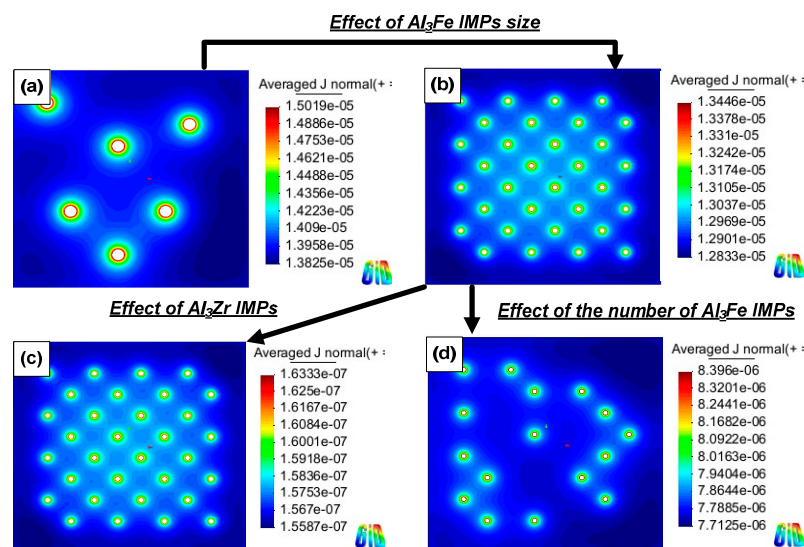 Effect of Al3Fe IMPs size
(a)
Averaged J normal(+ :
1.5019e-05
1.4886e-05
1.4753e-05
1.4621e-05
1.4488e-05
1.4356e-05
1.4223e-05
1.409e-05
1.3958e-05
1.3825e-05
GiD
(b)
Averaged J normal(+ :
1.3446e-05
1.3378e-05
1.331e-05
1.3242e-05
1.3174e-05
1.3105e-05
1.3037e-05
1.2969e-05
1.2901e-05
1.2833e-05
GiD
Effect of Al3Zr IMPs
Effect of the number of Al3Fe IMPs
(c)
Averaged J normal(+ :
1.6333e-07
1.625e-07
1.6167e-07
1.6084e-07
1.6001e-07
1.5918e-07
1.5836e-07
1.5753e-07
1.567e-07
1.5587e-07
GiD
(d)
Averaged J normal(+ :
8.396e-06
8.3201e-06
8.2441e-06
8.1682e-06
8.0922e-06
8.0163e-06
7.9404e-06
7.8644e-06
7.7885e-06
7.7125e-06
GiD